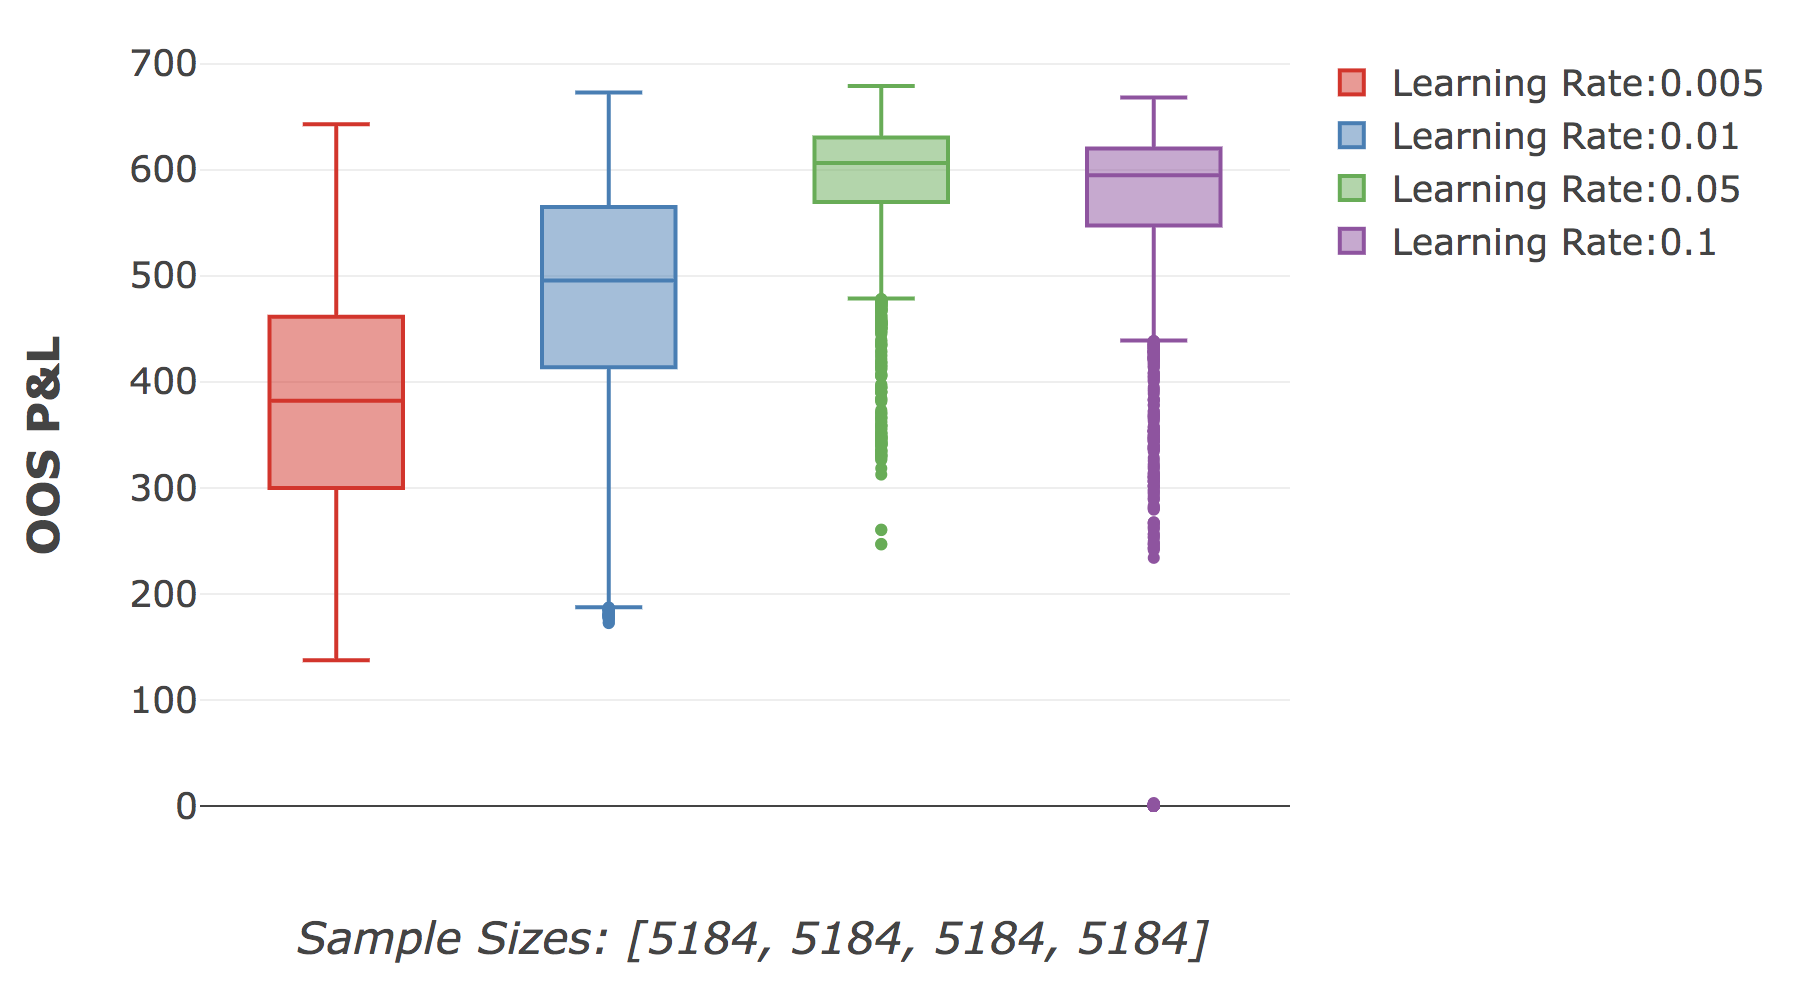 OOS P&L
700
600
500
400
300
200
100
0
Learning Rate:0.005
Learning Rate:0.01
Learning Rate:0.05
Learning Rate:0.1
Sample Sizes: [5184, 5184, 5184, 5184]